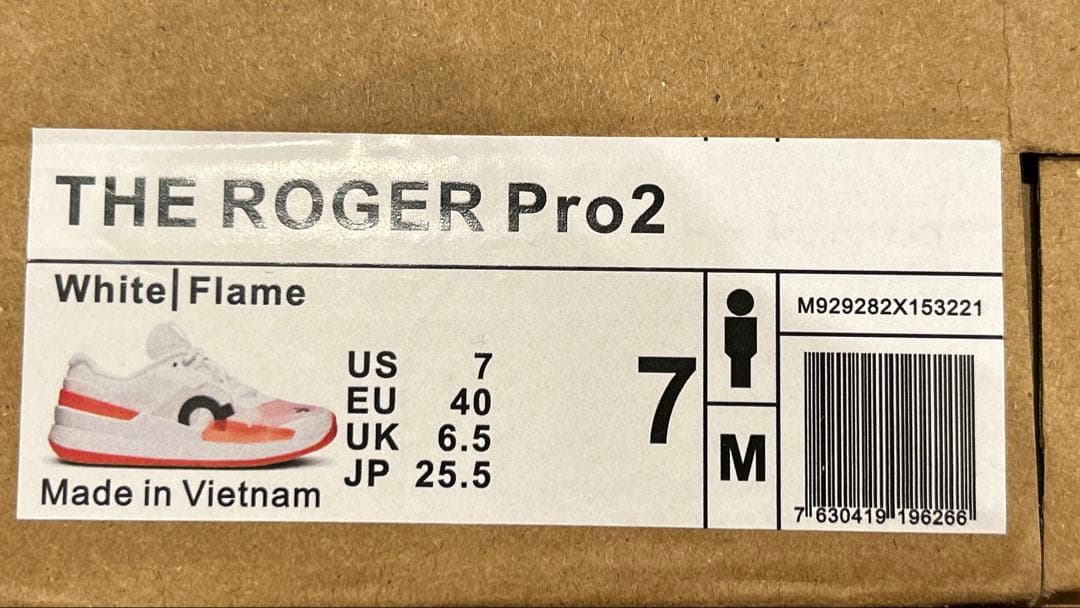 THE ROGER Pro2
White|Flame
US 7
EU 40
UK 6.5
JP 25.5
Made in Vietnam
7
M
M929282X153221
7 630419 196266